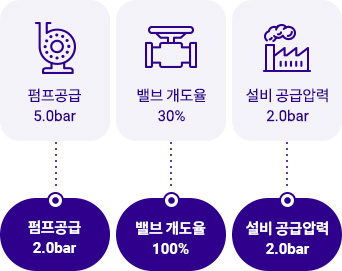 펌프공급
5.0bar
밸브 개도율
30%
설비 공급압력
2.0bar
펌프공급
2.0bar
밸브 개도율
100%
설비 공급압력
2.0bar